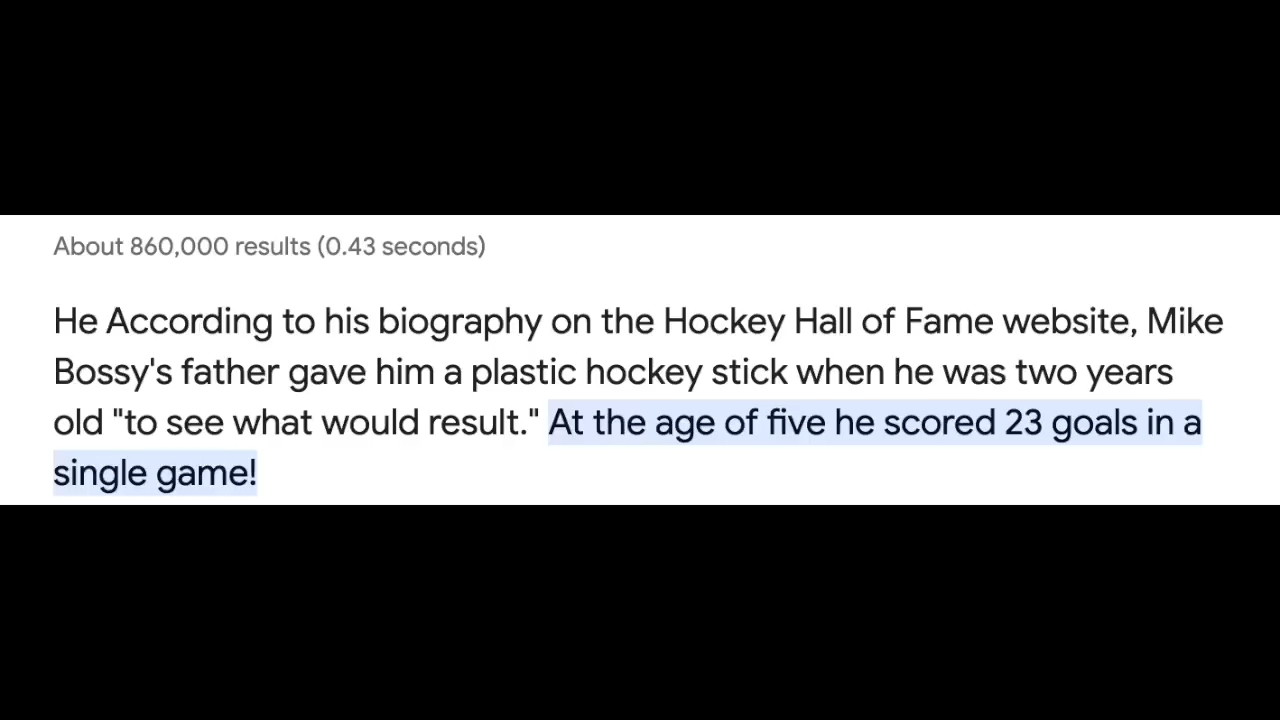 About 860,000 results (0.43 seconds)
He According to his biography on the Hockey Hall of Fame website, Mike
Bossy's father gave him a plastic hockey stick when he was two years
old "to see what would result." At the age of five he scored 23 goals in a
single game!